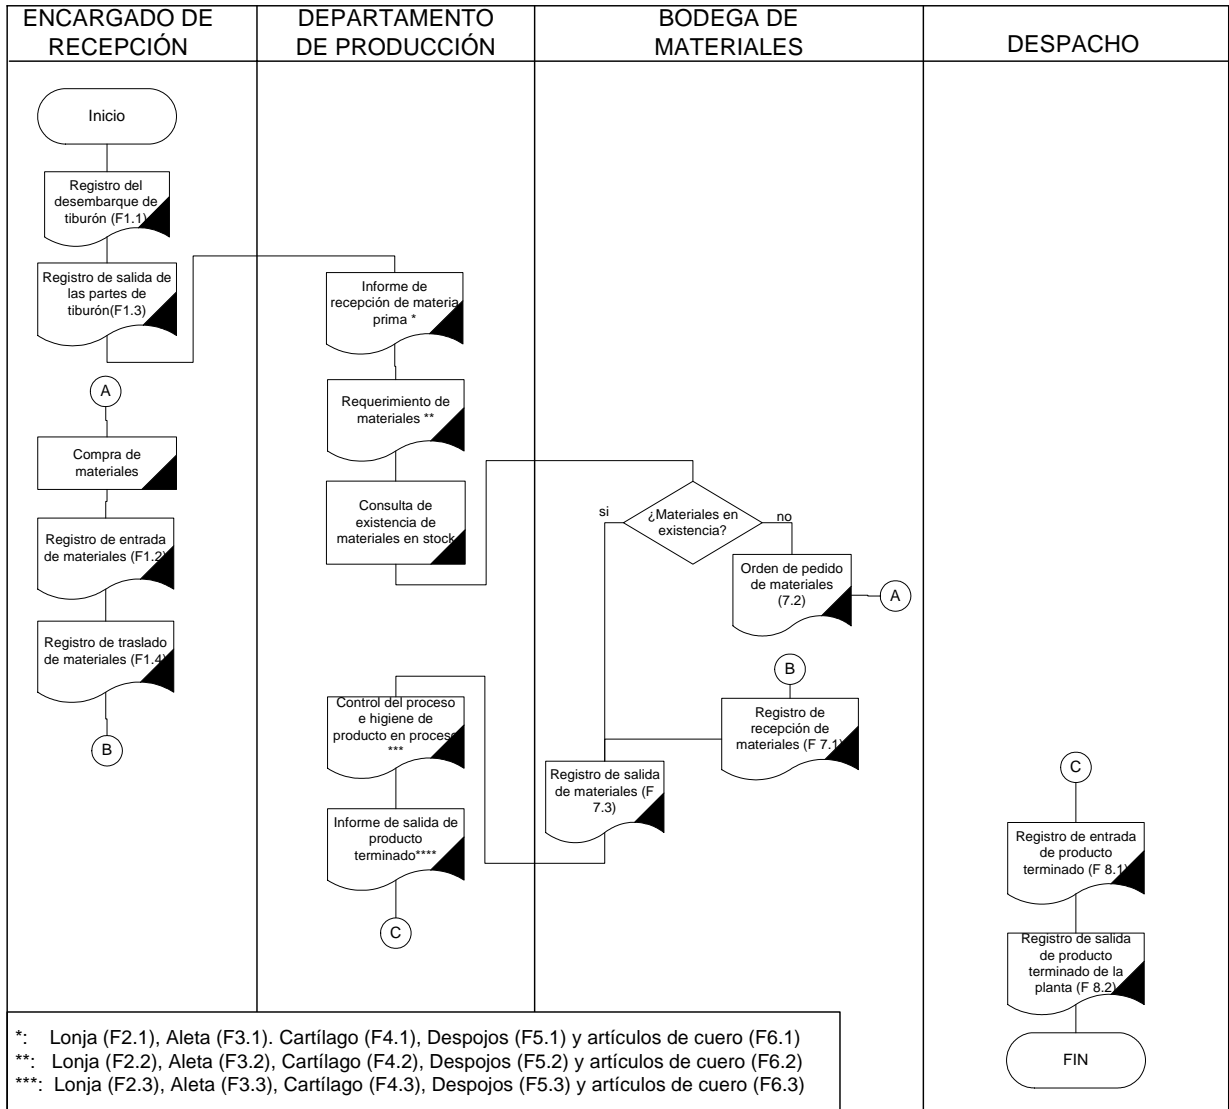 ENCARGADO DE
RECEPCIÓN
DEPARTAMENTO
DE PRODUCCIÓN
BODEGA DE
MATERIALES
DESPACHO
Inicio
Registro del
desembarque de
tiburón (F1.1)
Registro de salida de
las partes de
tiburón(F1.3)
A
Compra de
materiales
Registro de entrada
de materiales (F1.2)
Registro de traslado
de materiales (F1.4)
B
Informe de
recepción de materia
prima *
Requerimiento de
materiales **
Consulta de
existencia de
materiales en stock
Control del proceso
e higiene de
producto en proceso
***
Informe de salida de
producto
terminado****
C
¿Materiales en
existencia?
si
no
Orden de pedido
de materiales
(7.2)
A
B
Registro de
recepción de
materiales (F 7.1)
Registro de salida
de materiales (F
7.3)
C
Registro de entrada
de producto
terminado (F 8.1)
Registro de salida
de producto
terminado de la
planta (F 8.2)
FIN
*: Lonja (F2.1), Aleta (F3.1). Cartílago (F4.1), Despojos (F5.1) y artículos de cuero (F6.1)
**: Lonja (F2.2), Aleta (F3.2), Cartílago (F4.2), Despojos (F5.2) y artículos de cuero (F6.2)
***: Lonja (F2.3), Aleta (F3.3), Cartílago (F4.3), Despojos (F5.3) y artículos de cuero (F6.3)